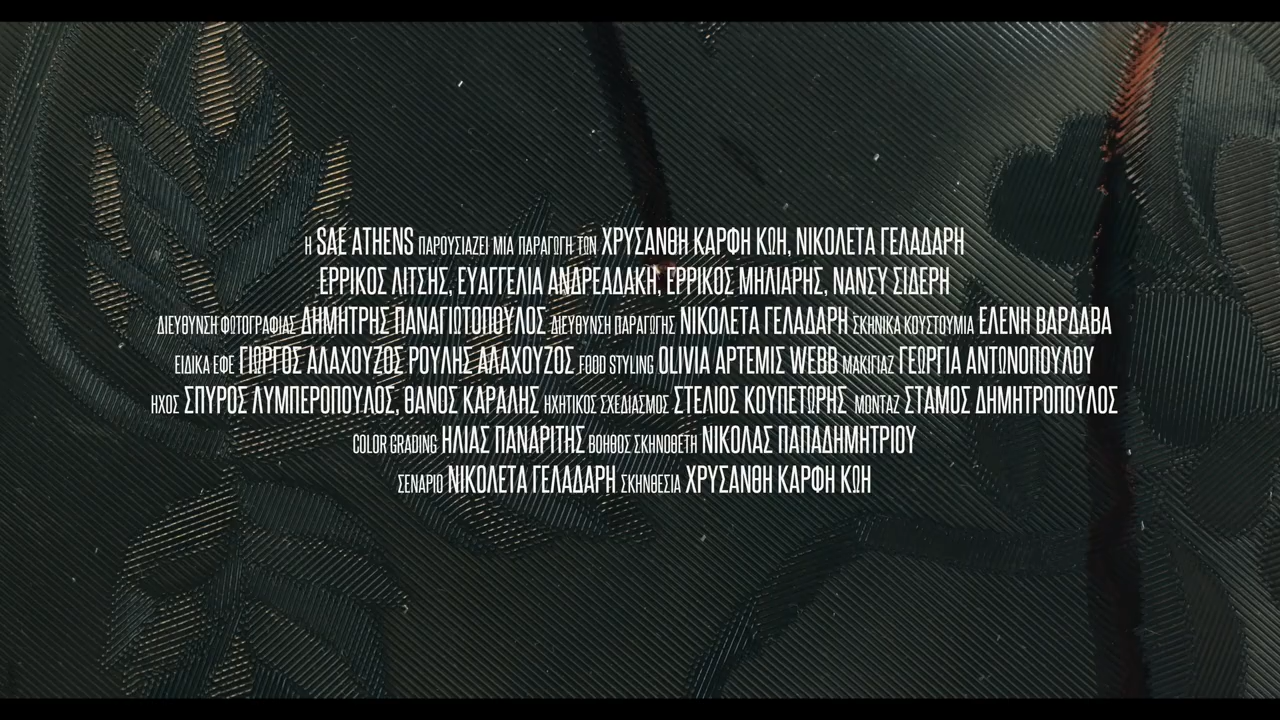 Η SAE ATHENS ΠΑΡΟΥΣΙΑΖΕΙ ΜΙΑ ΠΑΡΑΓΩΓΗ ΤΩΝ ΧΡΥΣΑΝΘΗ ΚΑΡΦΗ ΚΩΗ, ΝΙΚΟΛΕΤΑ ΓΕΛΑΔΑΡΗ
ΕΡΡΙΚΟΣ ΛΙΤΣΗΣ, ΕΥΑΓΓΕΛΙΑ ΑΝΔΡΕΑΔΑΚΗ, ΕΡΡΙΚΟΣ ΜΗΛΙΑΡΗΣ, ΝΑΝΣΥ ΣΙΔΕΡΗ
ΔΙΕΥΘΥΝΣΗ ΦΩΤΟΓΡΑΦΙΑΣ ΔΗΜΗΤΡΗΣ ΠΑΝΑΓΙΩΤΟΠΟΥΛΟΣ ΔΙΕΥΘΥΝΣΗ ΠΑΡΑΓΩΓΗΣ ΝΙΚΟΛΕΤΑ ΓΕΛΑΔΑΡΗ ΣΚΗΝΙΚΑ ΚΟΥΣΤΟΥΜΙΑ ΕΛΕΝΗ ΒΑΡΔΑΒΑ
ΕΙΔΙΚΑ ΕΦΕ ΓΙΩΡΓΟΣ ΑΛΑΧΟΥΖΟΣ ΡΟΥΛΗΣ ΑΛΑΧΟΥΖΟΣ FOOD STYLING OLIVIA ΑΡΤΕΜΙΣ WEBB ΜΑΚΙΓΙΑΖ ΓΕΩΡΓΙΑ ΑΝΤΩΝΟΠΟΥΛΟΥ
ΗΧΟΣ ΣΠΥΡΟΣ ΛΥΜΠΕΡΟΠΟΥΛΟΣ, ΘΑΝΟΣ ΚΑΡΑΛΗΣ ΗΧΗΤΙΚΟΣ ΣΧΕΔΙΑΣΜΟΣ ΣΤΕΛΙΟΣ ΚΟΥΠΕΤΩΡΗΣ ΜΟΝΤΑΖ ΣΤΑΜΟΣ ΔΗΜΗΤΡΟΠΟΥΛΟΣ
COLOR GRADING ΗΛΙΑΣ ΠΑΝΑΡΙΤΗΣ ΒΟΗΘΟΣ ΣΚΗΝΟΘΕΤΗ ΝΙΚΟΛΑΣ ΠΑΠΑΔΗΜΗΤΡΙΟΥ
ΣΕΝΑΡΙΟ ΝΙΚΟΛΕΤΑ ΓΕΛΑΔΑΡΗ ΣΚΗΝΘΕΣΙΑ ΧΡΥΣΑΝΘΗ ΚΑΡΦΗ ΚΩΗ